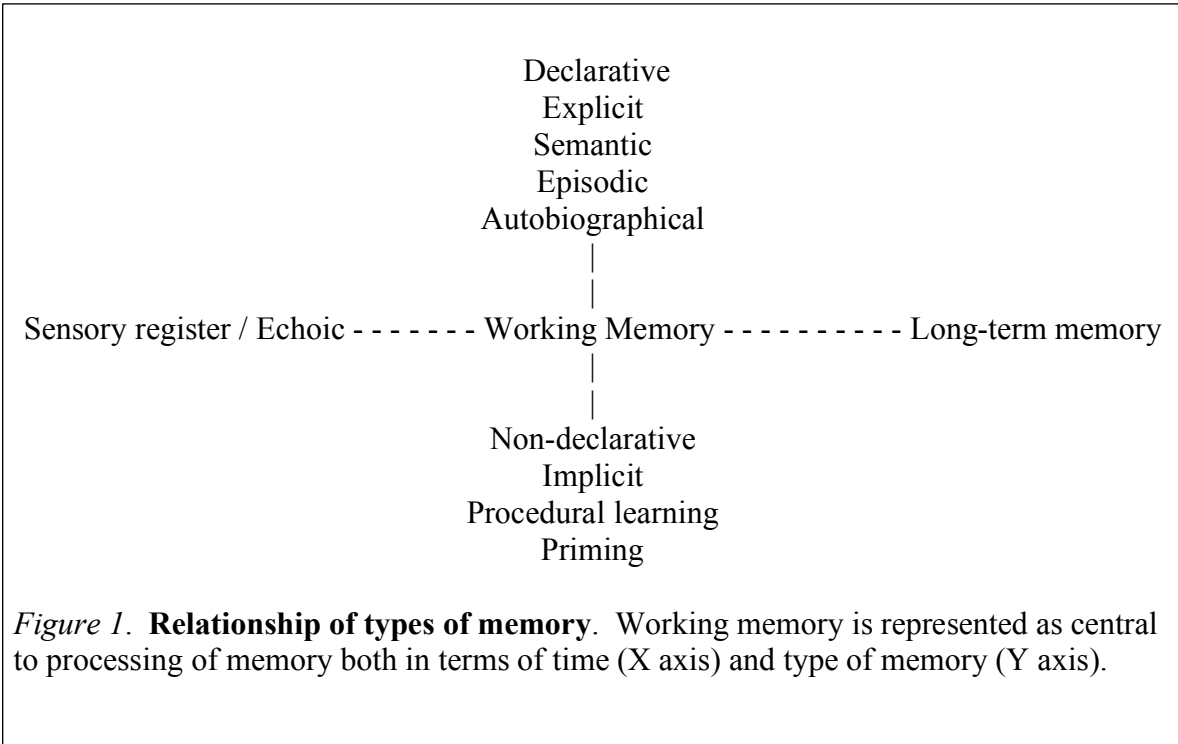 Declarative
Explicit
Semantic
Episodic
Autobiographical
|
|
Sensory register / Echoic - - - - - - - Working Memory - - - - - - - - - - Long-term memory
|
|
Non-declarative
Implicit
Procedural learning
Priming
Figure 1. Relationship of types of memory. Working memory is represented as central
to processing of memory both in terms of time (X axis) and type of memory (Y axis).